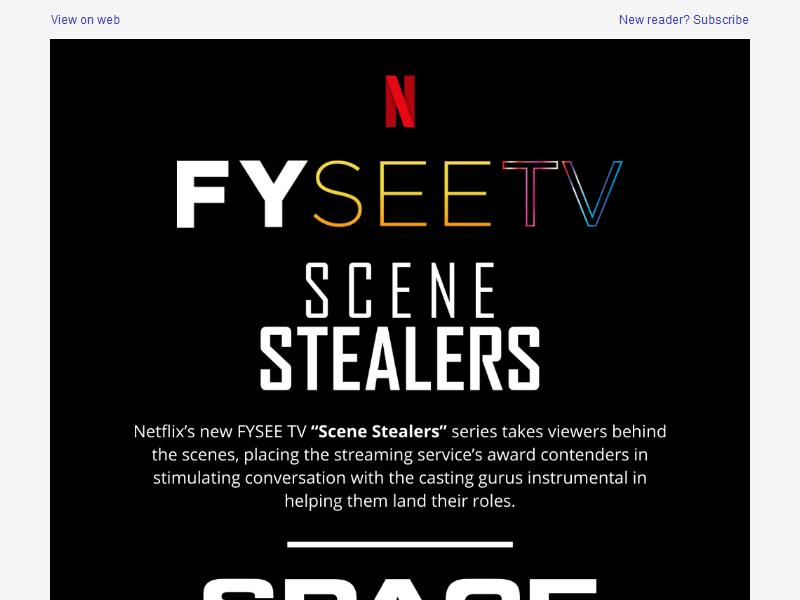 View on web
New reader? Subscribe
N
FYSEETV
SCENE
STEALERS
Netflix’s new FYSEE TV “Scene Stealers” series takes viewers behind
the scenes, placing the streaming service’s award contenders in
stimulating conversation with the casting gurus instrumental in
helping them land their roles.
SPACE